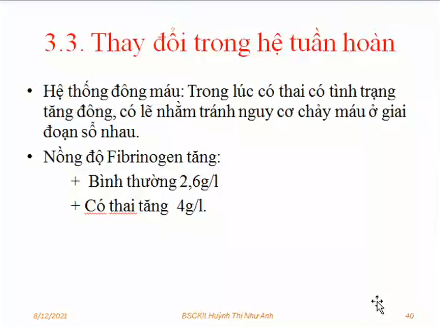 3.3. Thay đổi trong hệ tuần hoàn
• Hệ thống đông máu: Trong lúc có thai có tình trạng
tăng đông, có lẽ nhằm tránh nguy cơ chảy máu ở giai
đoạn sổ nhau.
• Nồng độ Fibrinogen tăng:
+ Bình thường 2,6g/l
+ Có thai tăng 4g/l.
8/12/2021 BSCKII Huỳnh Thị Như Anh 40